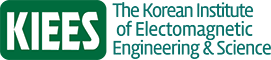 KIEES
The Korean Institute
of Electomagnetic
Engineering & Science